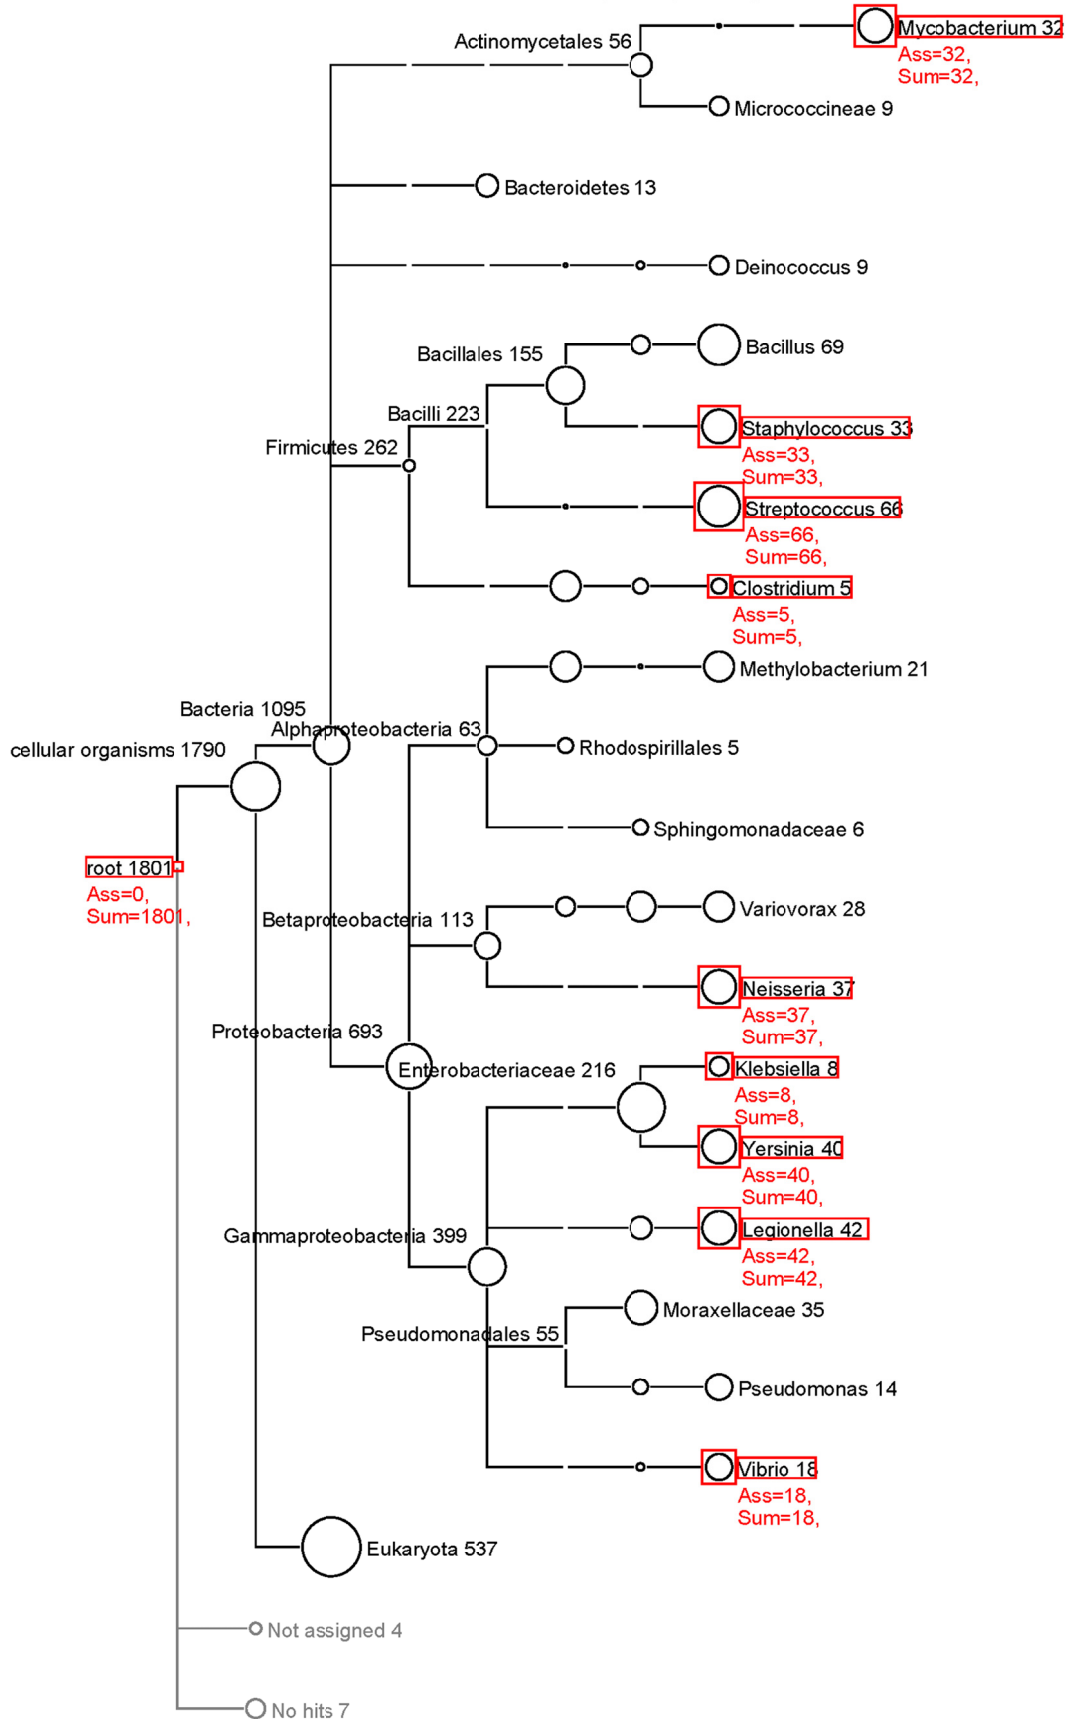 Mycobacterium 32
Actinomycetales 56
Ass=32,
Sum=32,
Micrococcineae 9
Bacteroidetes 13
Deinococcus 9
Bacillus 69
Bacillales 155
Bacilli 223
Staphylococcus 33
Firmicutes 262
Ass=33,
Sum=33,
Streptococcus 66
Ass=66,
Sum=66,
Clostridium 5
Ass=5,
Sum=5,
Methylobacterium 21
Bacteria 1095
Alphaproteobacteria 63
Rhodospirillales 5
cellular organisms 1790
Sphingomonadaceae 6
root 1801
Ass=0,
Sum=1801,
Variovorax 28
Betaproteobacteria 113
Neisseria 37
Ass=37,
Sum=37,
Proteobacteria 693
Klebsiella 8
Enterobacteriaceae 216
Ass=8,
Sum=8,
Yersinia 40
Ass=40,
Sum=40,
Legionella 42
Gammaproteobacteria 399
Ass=42,
Sum=42,
Moraxellaceae 35
Pseudomonadales 55
Pseudomonas 14
Vibrio 18
Ass=18,
Sum=18,
Eukaryota 537
Not assigned 4
No hits 7